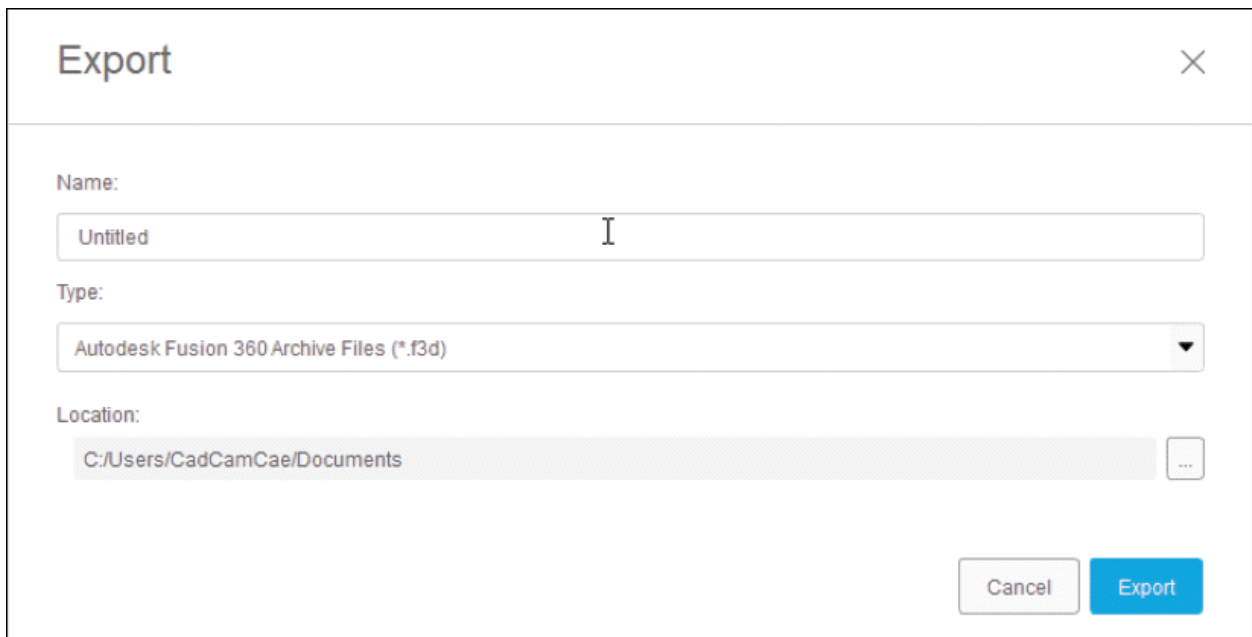 Export
Name:
Untitled
Type:
Autodesk Fusion 360 Archive Files (*.f3d)
Location:
C:/Users/CadCamCae/Documents
...
Cancel
Export